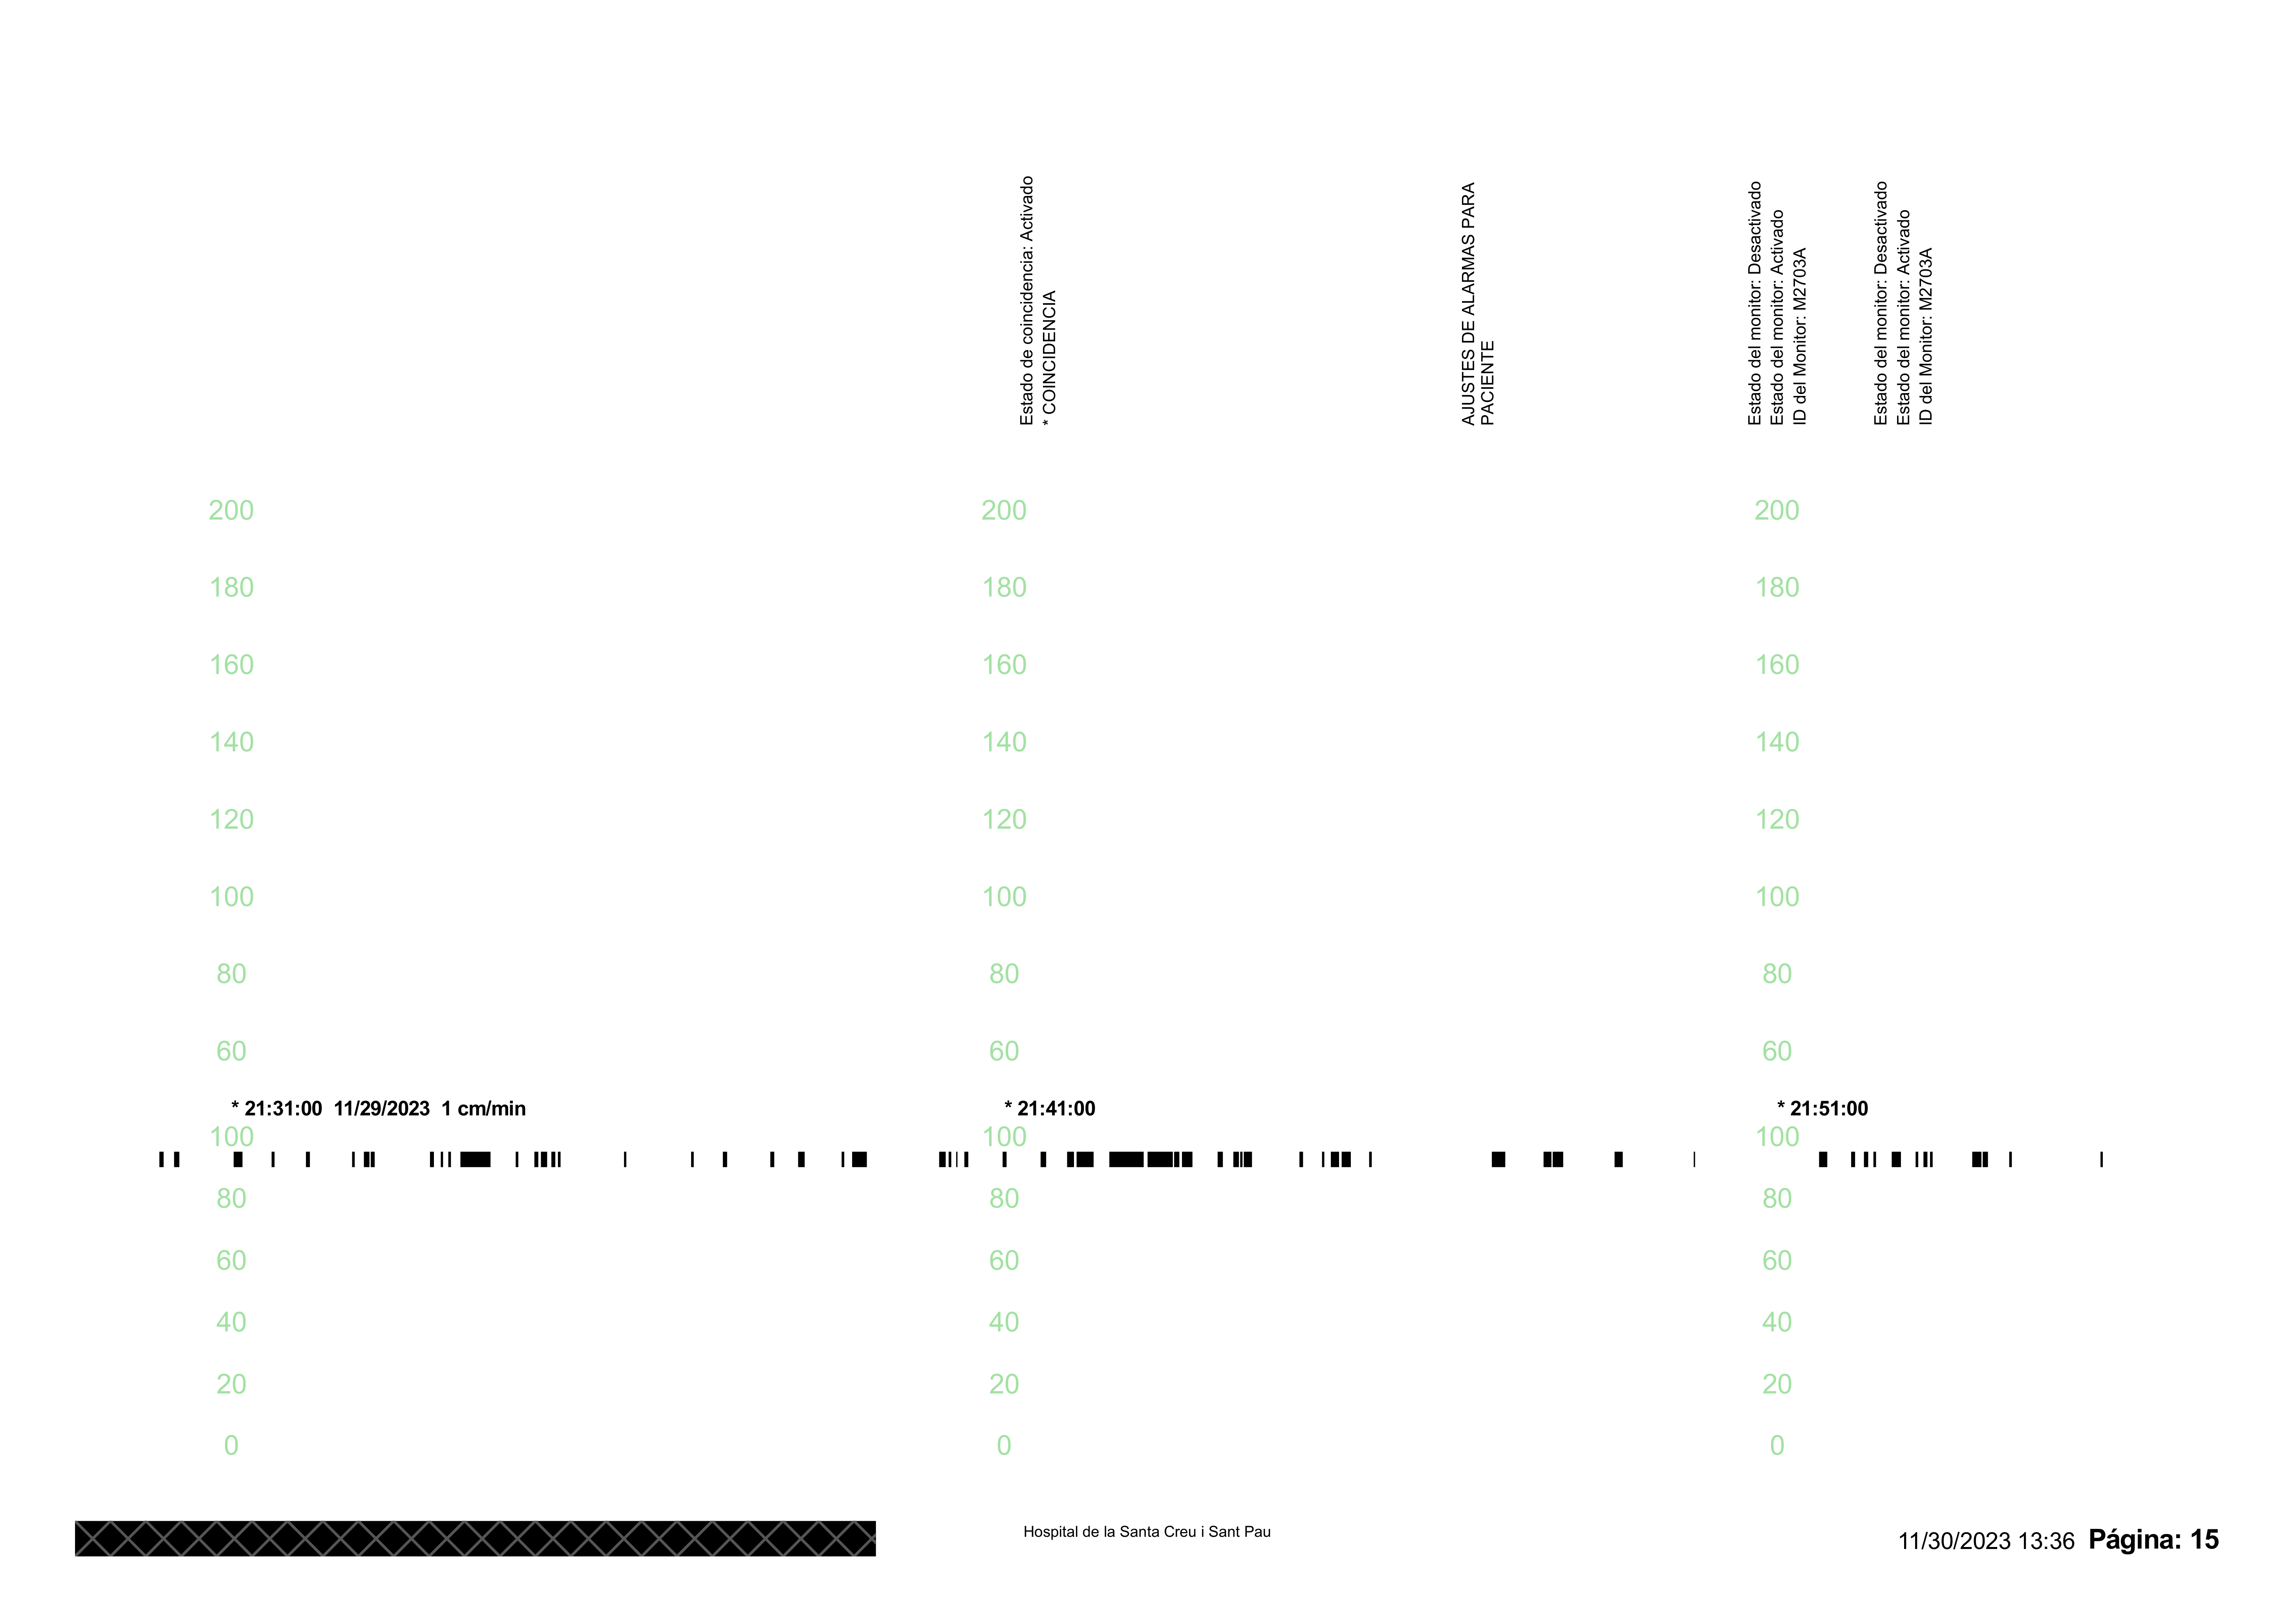 Estado de coincidencia: Activado
* COINCIDENCIA
AJUSTES DE ALARMAS PARA
PACIENTE
Estado del monitor: Desactivado
Estado del monitor: Activado
ID del Monitor: M2703A
Estado del monitor: Desactivado
Estado del monitor: Activado
ID del Monitor: M2703A
200 200 200
180 180 180
160 160 160
140 140 140
120 120 120
100 100 100
80 80 80
60 60 60
* 21:31:00 11/29/2023 1 cm/min * 21:41:00 * 21:51:00
100 100 100
80 80 80
60 60 60
40 40 40
20 20 20
0 0 0
Hospital de la Santa Creu i Sant Pau
11/30/2023 13:36 Página: 15